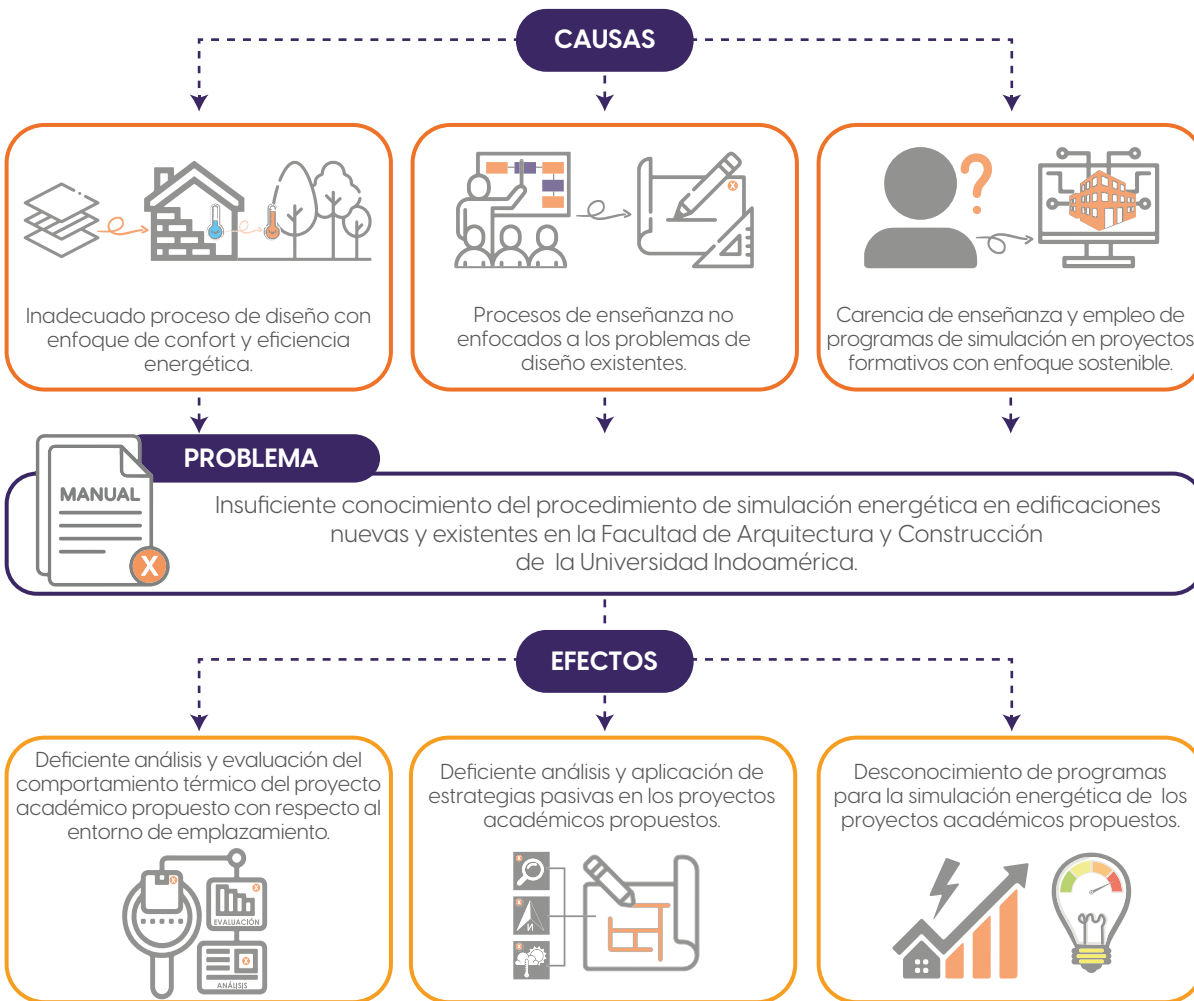 CAUSAS
Inadecuado proceso de diseño con
enfoque de confort y eficiencia
energética.
Procesos de enseñanza no
enfocados a los problemas de
diseño existentes.
Carencia de enseñanza y empleo de
programas de simulación en proyectos
formativos con enfoque sostenible.
PROBLEMA
MANUAL
X
Insuficiente conocimiento del procedimiento de simulación energética en edificaciones
nuevas y existentes en la Facultad de Arquitectura y Construcción
de la Universidad Indoamérica.
EFECTOS
Deficiente análisis y evaluación del
comportamiento térmico del proyecto
académico propuesto con respecto al
entorno de emplazamiento.
EVALUACIÓN
ANÁLISIS
Deficiente análisis y aplicación de
estrategias pasivas en los proyectos
académicos propuestos.
N
Desconocimiento de programas
para la simulación energética de los
proyectos académicos propuestos.